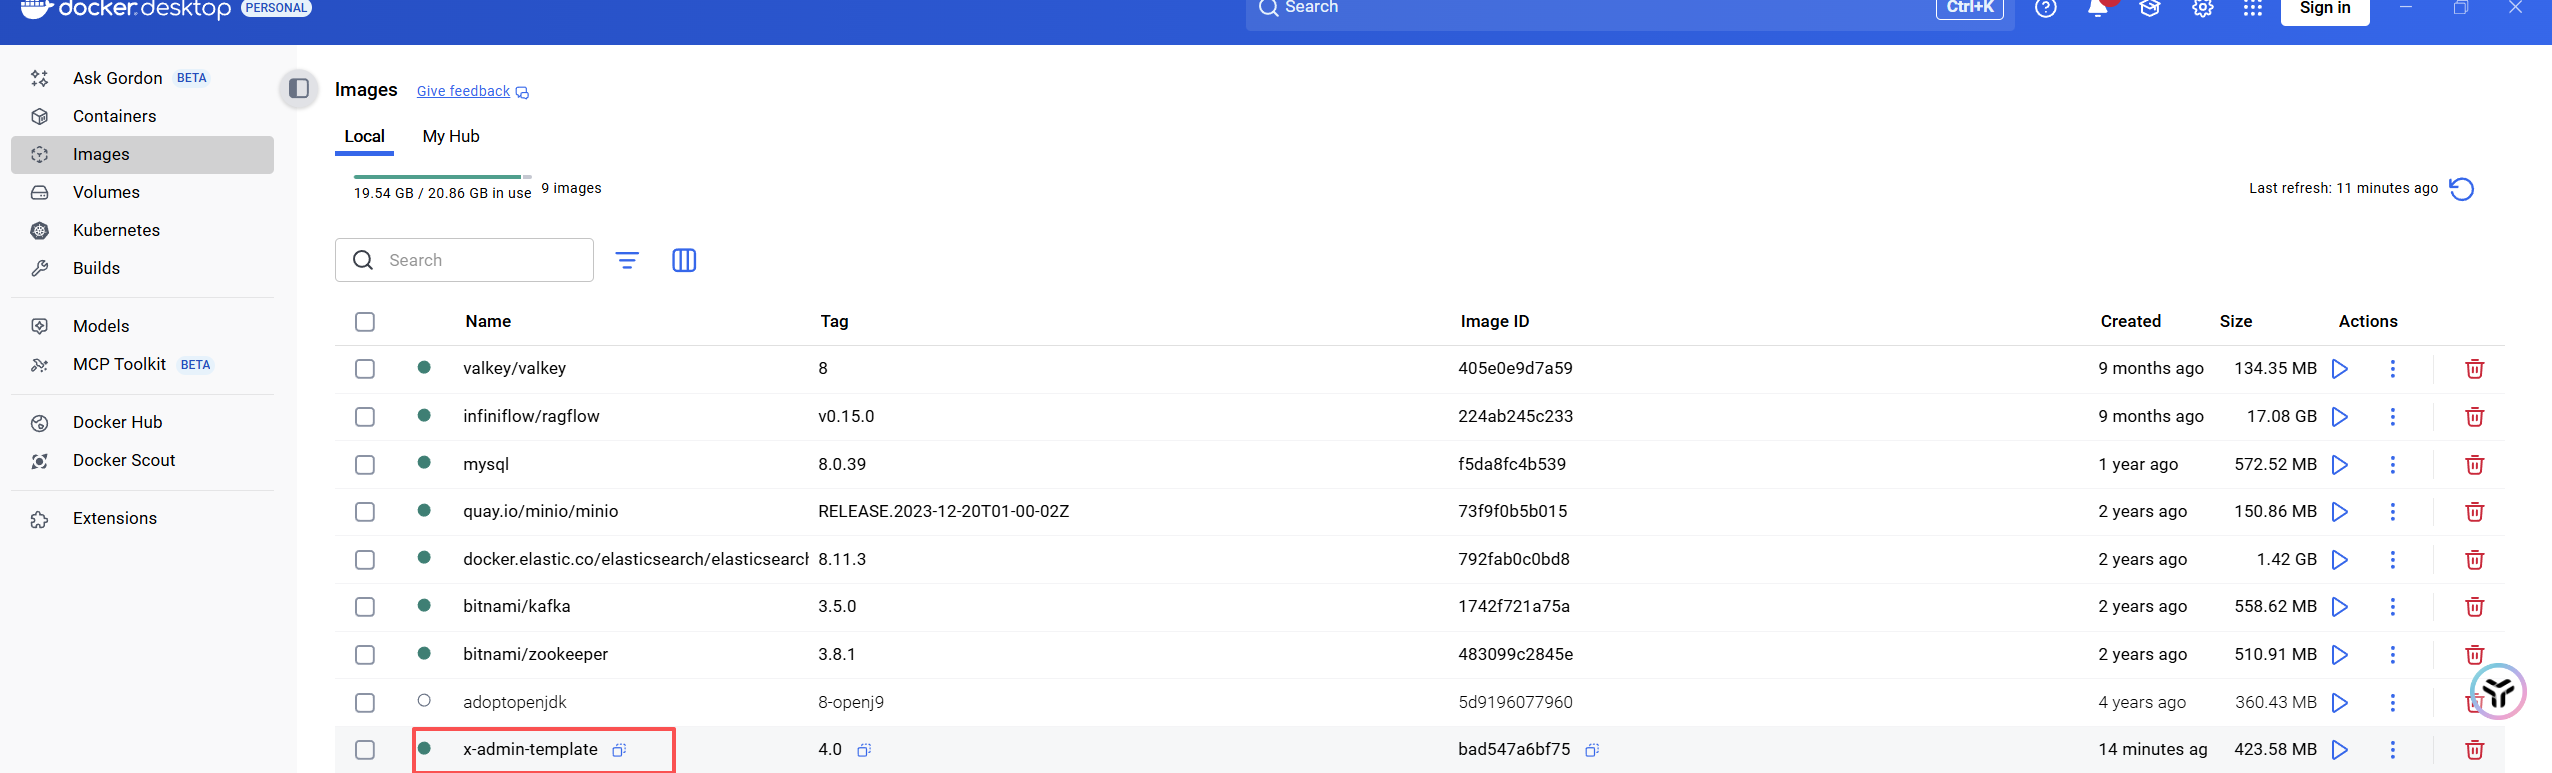 docker.desktop PERSONAL Search Ctrl+K Sign in
Ask Gordon BETA
Containers
Images
Volumes
Kubernetes
Builds
Models
MCP Toolkit BETA
Docker Hub
Docker Scout
Extensions
Images Give feedback
Local My Hub
19.54 GB / 20.86 GB in use 9 images
Last refresh: 11 minutes ago
Search
Name Tag Image ID Created Size Actions
valkey/valkey 8 405e0e9d7a59 9 months ago 134.35 MB
infiniflow/ragflow v0.15.0 224ab245c233 9 months ago 17.08 GB
mysql 8.0.39 f5da8fc4b539 1 year ago 572.52 MB
quay.io/minio/minio RELEASE.2023-12-20T01-00-02Z 73f9f0b5b015 2 years ago 150.86 MB
docker.elastic.co/elasticsearch/elasticsearch 8.11.3 792fab0c0bd8 2 years ago 1.42 GB
bitnami/kafka 3.5.0 1742f721a75a 2 years ago 558.62 MB
bitnami/zookeeper 3.8.1 483099c2845e 2 years ago 510.91 MB
adoptopenjdk 8-openj9 5d9196077960 4 years ago 360.43 MB
x-admin-template 4.0 bad547a6bf75 14 minutes ag 423.58 MB